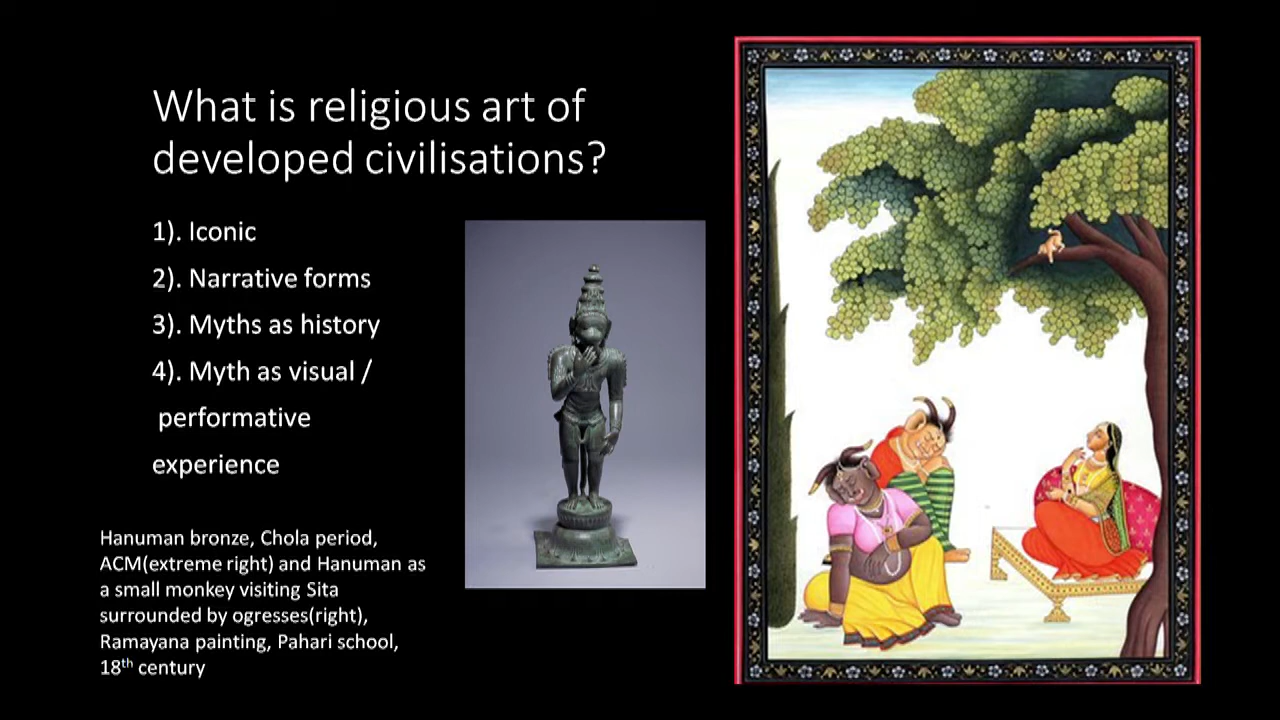 What is religious art of
developed civilisations?
1). Iconic
2). Narrative forms
3). Myths as history
4). Myth as visual /
performative
experience
Hanuman bronze, Chola period,
ACM(extreme right) and Hanuman as
a small monkey visiting Sita
surrounded by ogresses(right),
Ramayana painting, Pahari school,
18th century